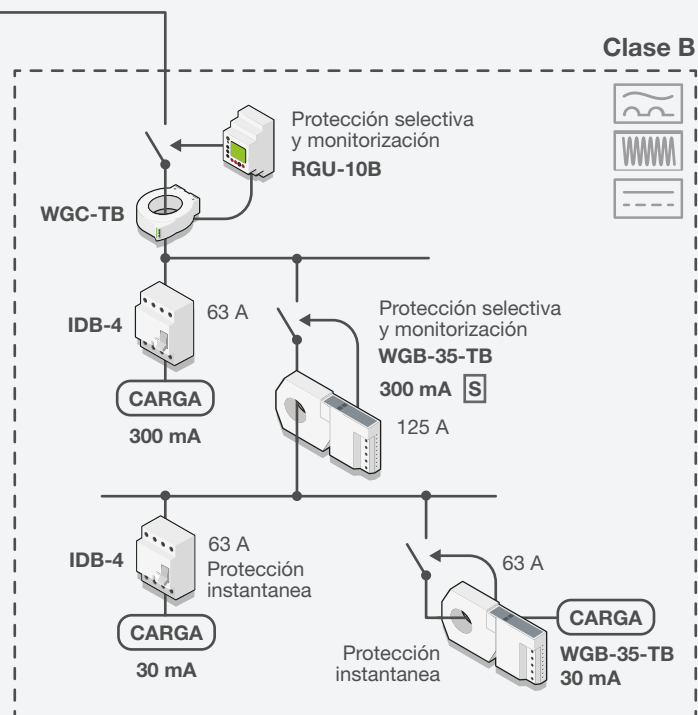 Clase B
Protección selectiva
y monitorización
RGU-10B
WGC-TB
IDB-4
63 A
CARGA
300 mA
Protección selectiva
y monitorización
WGB-35-TB
300 mA S
125 A
IDB-4
63 A
Protección
instantanea
CARGA
30 mA
63 A
CARGA
Protección
instantanea
WGB-35-TB
30 mA